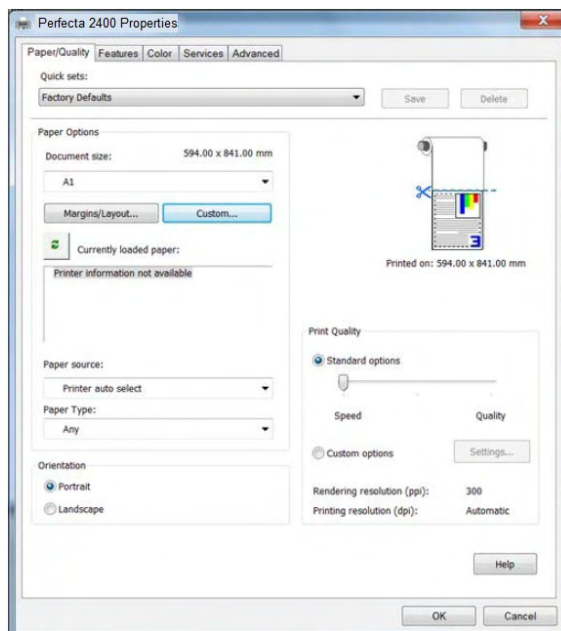 Perfecta 2400 Properties
Paper/Quality Features Color Services Advanced
Quick sets:
Factory Defaults
Save
Delete
Paper Options
Document size: 594.00 x 841.00 mm
A1
Margins/Layout... Custom...
Currently loaded paper:
Printer information not available
Paper source:
Printer auto select
Paper Type:
Any
Orientation
Portrait
Landscape
3
Printed on: 594.00 x 841.00 mm
Print Quality
Standard options
Speed Quality
Custom options Settings...
Rendering resolution (ppi): 300
Printing resolution (dpi): Automatic
Help
OK Cancel